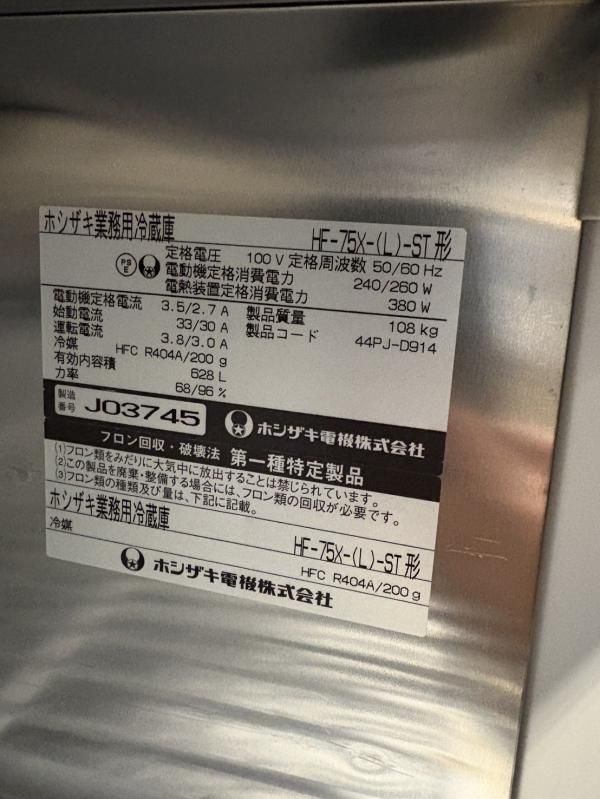 ホシザキ業務用冷蔵庫 HF-75X-(L)-ST形
PS E 定格電圧 100V 定格周波数 50/60 Hz
電動機定格消費電力 240/260 W
電熱装置定格消費電力 380 W
電動機定格電流 3.5/2.7 A 製品質量 108 kg
始動電流 33/30 A 製品コード 44PJ-D914
運転電流 3.8/3.0 A
冷媒 HFC R404A/200 g
有効内容積 628 L
力率 68/96 %
製造番号 J03745 ホシザキ電機株式会社
フロン回収・破壊法 第一種特定製品
(1)フロン類をみだりに大気中に放出することは禁じられています。
(2)この製品を廃棄・整備する場合には、フロン類の回収が必要です。
(3)フロン類の種類及び量は、下記に記載。
ホシザキ業務用冷蔵庫 HF-75X-(L)-ST形
冷媒 HFC R404A/200 g
ホシザキ電機株式会社